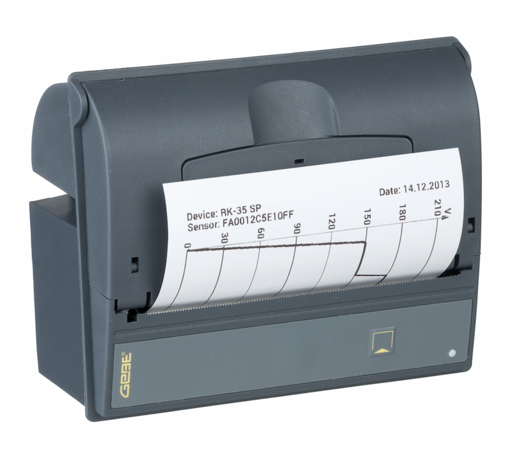 Device: RK-35 SP
Date: 14.12.2013
Sensor: FA0012C5E10FF
0 30 60 90 120 150 180 210 V
GeBE®